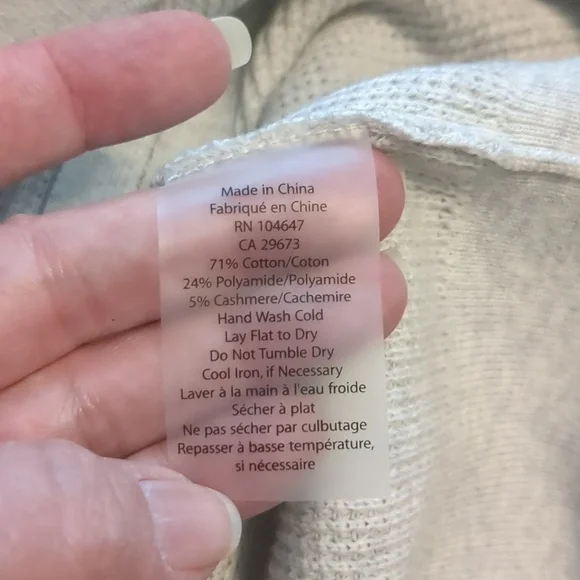 Made in China
Fabriqué en Chine
RN 104647
CA 29673
71% Cotton/Coton
24% Polyamide/Polyamide
5% Cashmere/Cachemire
Hand Wash Cold
Lay Flat to Dry
Do Not Tumble Dry
Cool Iron, if Necessary
Laver à la main à l'eau froide
Sécher à plat
Ne pas sécher par culbutage
Repasser à basse température,
si nécessaire